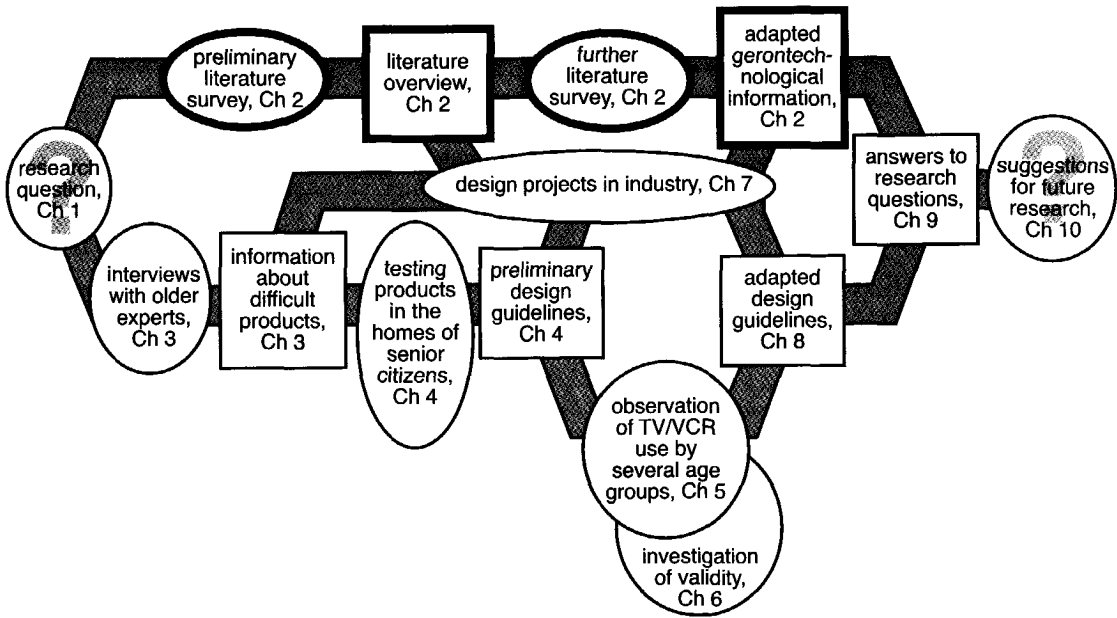 preliminary
literature
survey, Ch 2
literature
overview,
Ch 2
further
literature
survey, Ch 2
adapted
gerontech-
nological
information,
Ch 2
research
question,
Ch 1
design projects in industry, Ch 7
answers to
research
questions,
Ch 9
suggestions
for future
research,
Ch 10
interviews
with older
experts,
Ch 3
information
about
difficult
products,
Ch 3
testing
products
in the
homes of
senior
citizens,
Ch 4
preliminary
design
guidelines,
Ch 4
adapted
design
guidelines,
Ch 8
observation
of TV/VCR
use by
several age
groups, Ch 5
investigation
of validity,
Ch 6